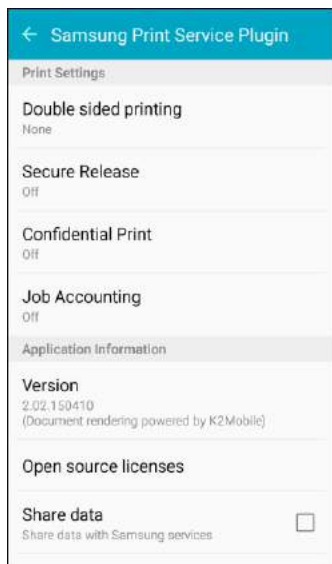 Samsung Print Service Plugin
Print Settings
Double sided printing
None
Secure Release
Off
Confidential Print
Off
Job Accounting
Off
Application Information
Version
2.02.150410
(Document rendering powered by K2Mobile)
Open source licenses
Share data
Share data with Samsung services